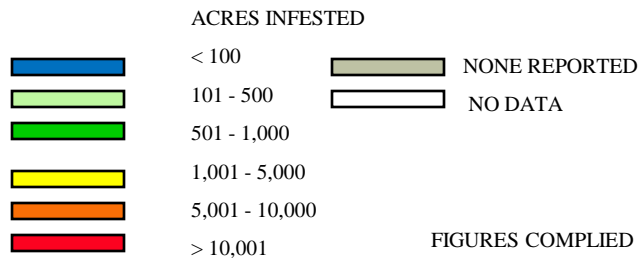 ACRES INFESTED
< 100
NONE REPORTED
101 - 500
NO DATA
501 - 1,000
1,001 - 5,000
5,001 - 10,000
> 10,001
FIGURES COMPLIED